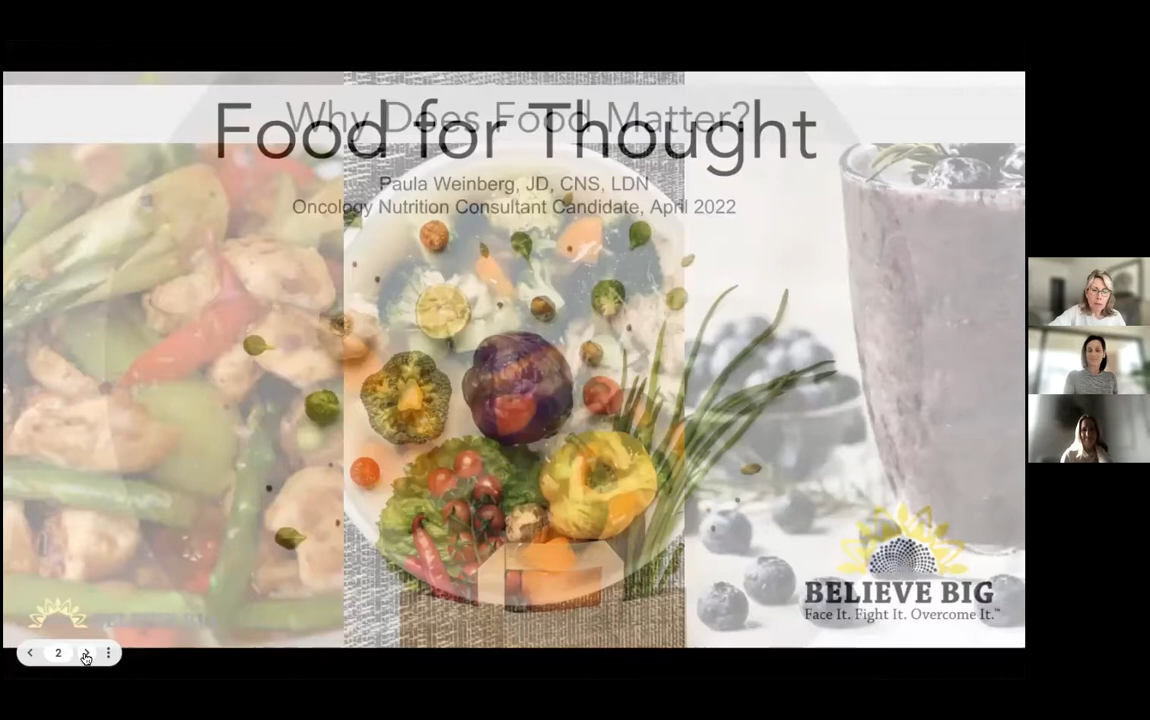 Why Does Food Matter?
Food for Thought
Paula Weinberg, JD, CNS, LDN
Oncology Nutrition Consultant Candidate, April 2022
BELIEVE BIG
Face It. Fight It. Overcome It.™
2